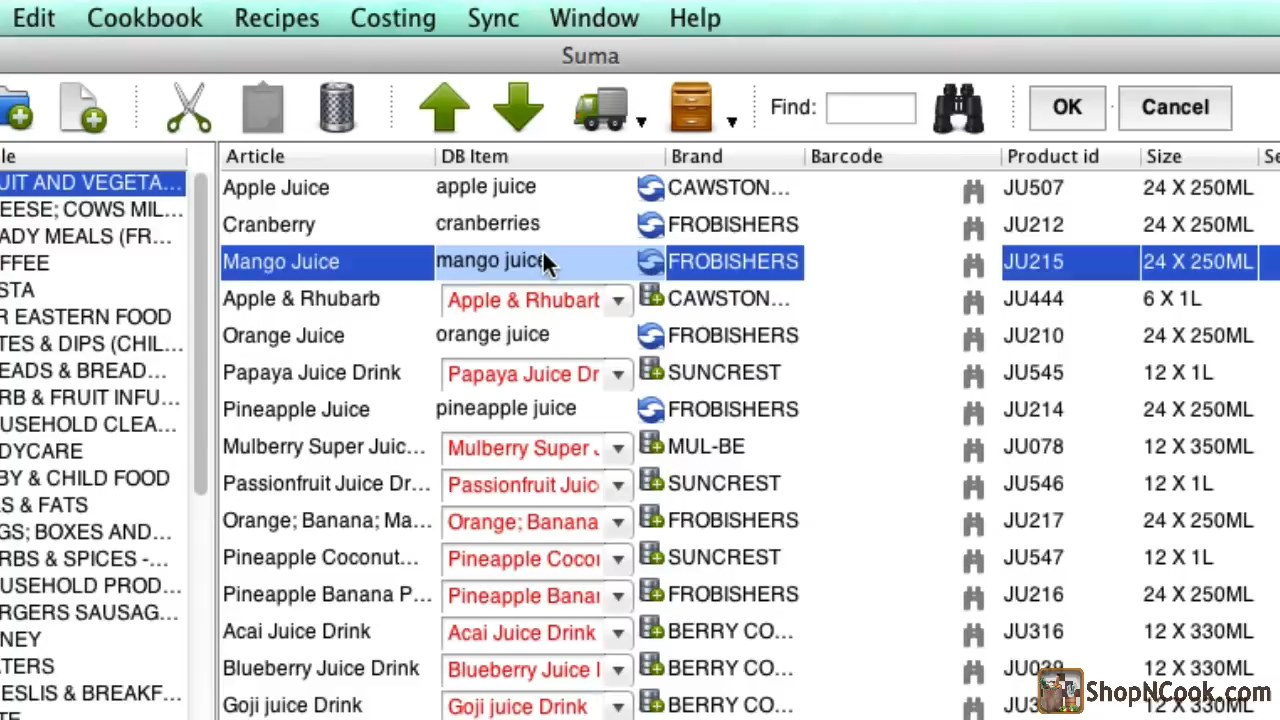 Edit Cookbook Recipes Costing Sync Window Help
Suma
Find: OK Cancel
le Article DB Item Brand Barcode Product id Size Se
UIT AND VEGETA... Apple Juice apple juice CAWSTON... JU507 24 X 250ML
EESE; COWS MIL... Cranberry cranberries FROBISHERS JU212 24 X 250ML
ADY MEALS (FR... Mango Juice mango juice FROBISHERS JU215 24 X 250ML
FFEE Apple & Rhubarb Apple & Rhubart CAWSTON... JU444 6 X 1L
STA Orange Juice orange juice FROBISHERS JU210 24 X 250ML
R EASTERN FOOD Papaya Juice Drink Papaya Juice Dr SUNCREST JU545 12 X 1L
TES & DIPS (CHIL... Pineapple Juice pineapple juice FROBISHERS JU214 24 X 250ML
EADS & BREAD... Mulberry Super Juic... Mulberry Super MUL-BE JU078 12 X 350ML
RB & FRUIT INFU... Passionfruit Juice Dr... Passionfruit Juic SUNCREST JU546 12 X 1L
USEHOLD CLEA... Orange; Banana; Ma... Orange; Banana FROBISHERS JU217 24 X 250ML
DYCARE Pineapple Coconut... Pineapple Cocor SUNCREST JU547 12 X 1L
BY & CHILD FOOD Pineapple Banana P... Pineapple Banar FROBISHERS JU216 24 X 250ML
S & FATS Acai Juice Drink Acai Juice Drink BERRY CO... JU316 12 X 330ML
GS; BOXES AND... Blueberry Juice Drink Blueberry Juice BERRY CO... 12 X 330ML
RBS & SPICES -... Goji juice Drink Goji juice Drink BERRY CO... 12 X 330ML
USEHOLD PROD...
RGERS SAUSAG...
NEY
TERS
ESLIS & BREAKF...
ShopNCook.com